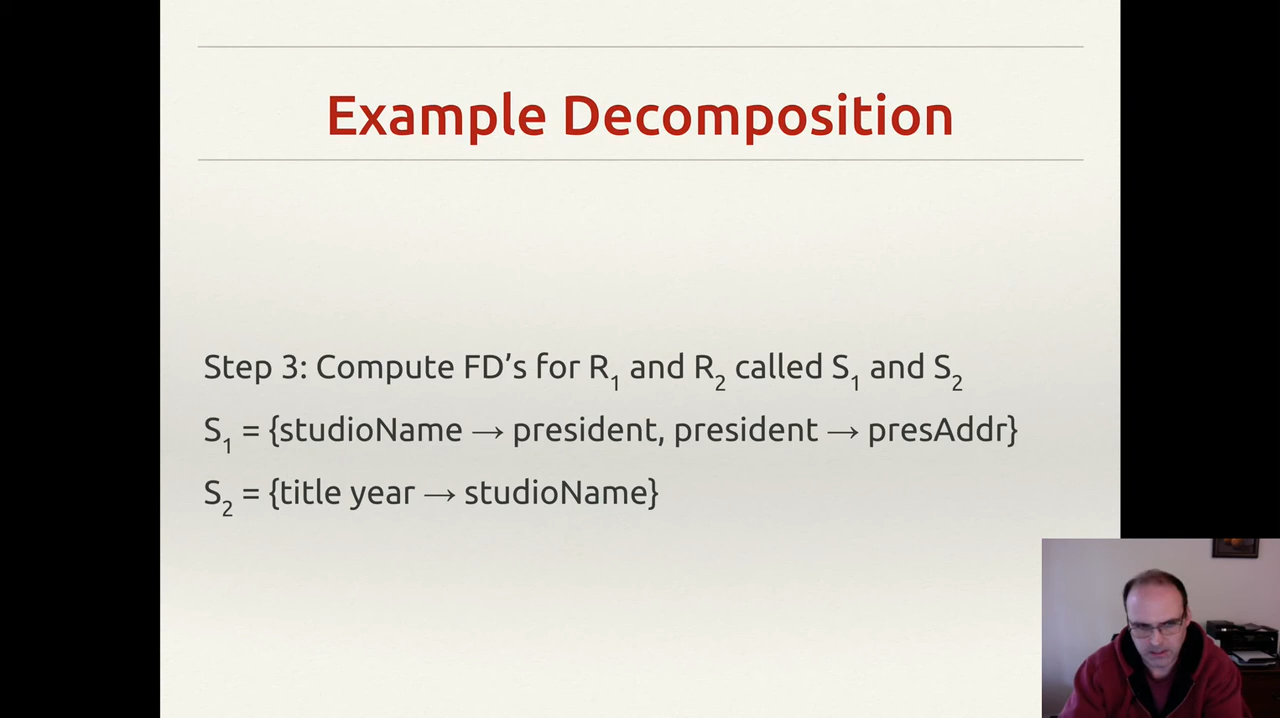 Example Decomposition
Step 3: Compute FD’s for R₁ and R₂ called S₁ and S₂
S₁ = {studioName → president, president → presAddr}
S₂ = {title year → studioName}